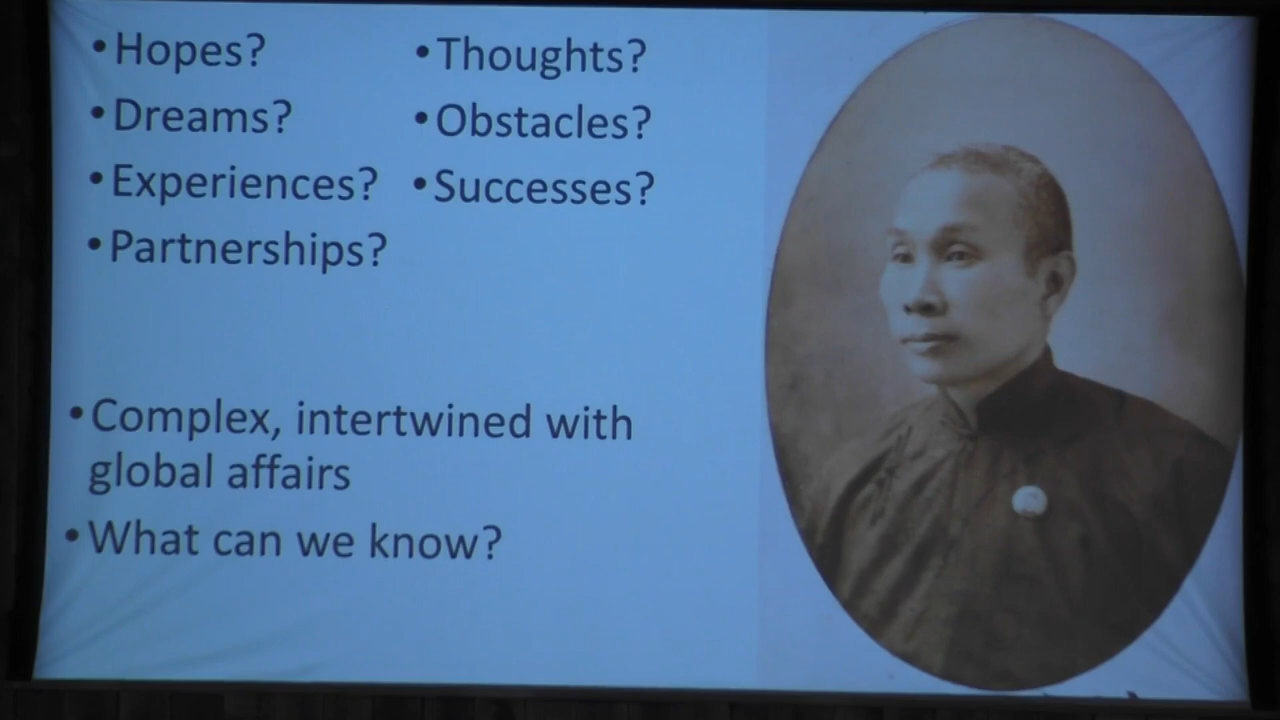 • Hopes?
• Dreams?
• Experiences?
• Partnerships?
• Thoughts?
• Obstacles?
• Successes?
• Complex, intertwined with
global affairs
• What can we know?